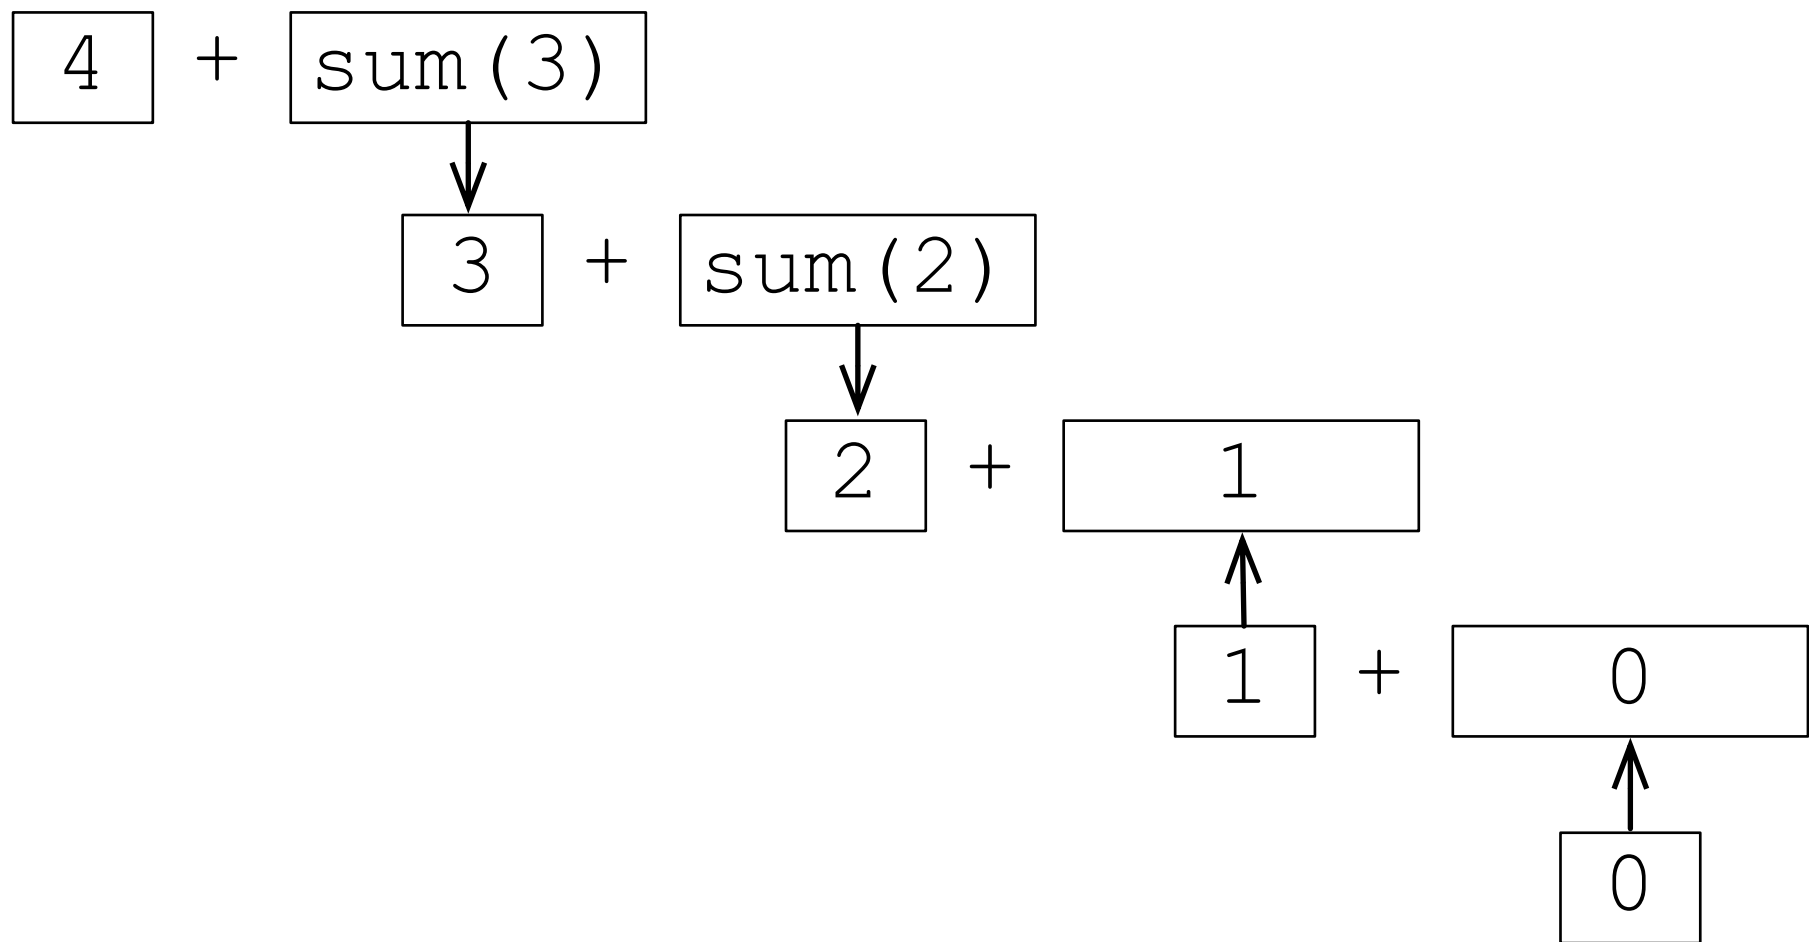 4 + sum(3)
3 + sum(2)
2 + 1
1 + 0
0